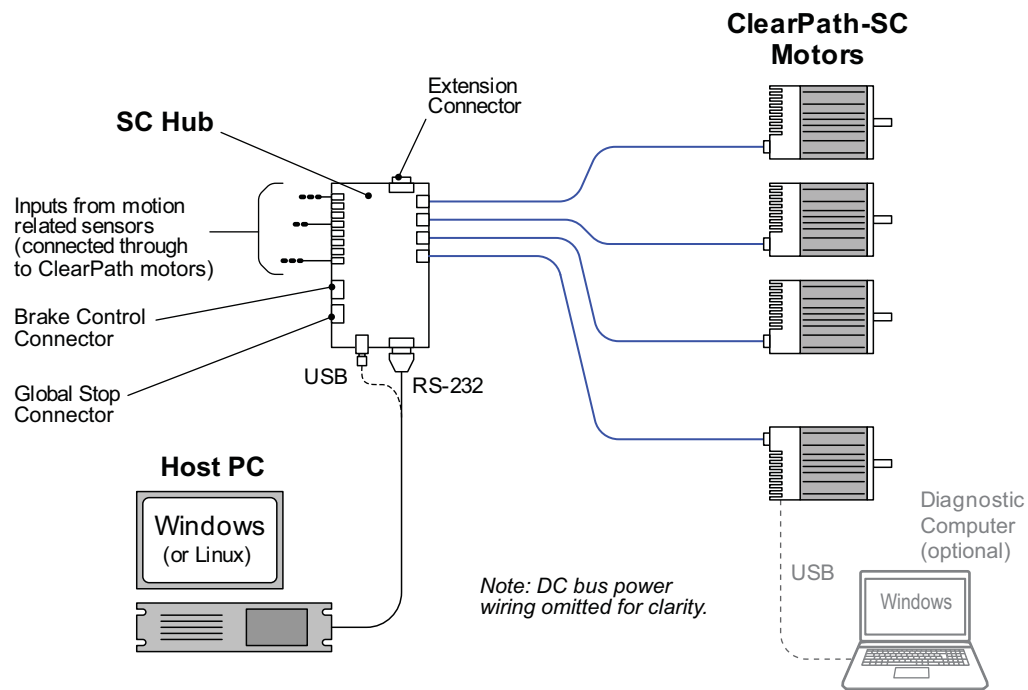 ClearPath-SC
Motors
Extension
Connector
SC Hub
Inputs from motion
related sensors
(connected through
to ClearPath motors)
Brake Control
Connector
Global Stop
Connector
USB
RS-232
Host PC
Windows
(or Linux)
Note: DC bus power
wiring omitted for clarity.
Diagnostic
Computer
(optional)
USB
Windows